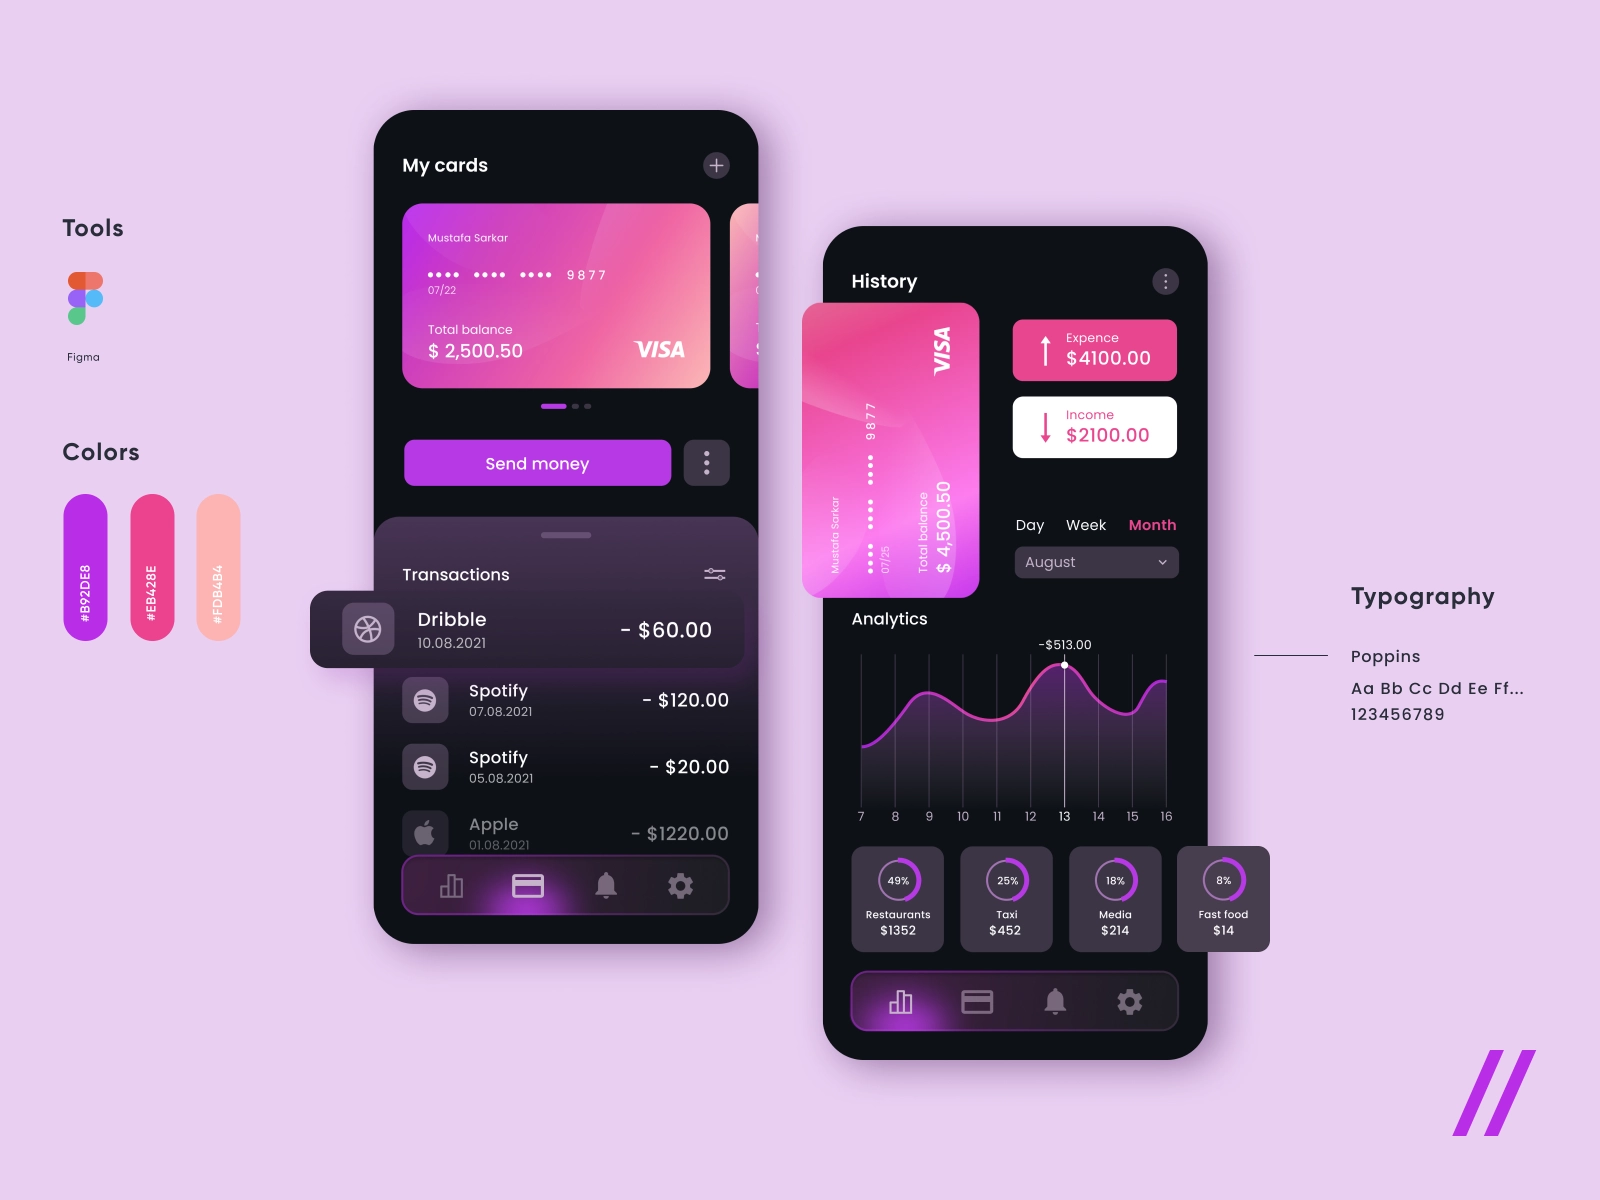 Tools
Figma
Colors
#B92DE8
#EB428E
#FDB4B4
My cards
Mustafa Sarkar
•••• •••• •••• 9877
07/22
Total balance
$ 2,500.50
VISA
Send money
Transactions
Dribble
10.08.2021
- $60.00
Spotify
07.08.2021
- $120.00
Spotify
05.08.2021
- $20.00
Apple
01.08.2021
- $1220.00
History
Mustafa Sarkar
•••• •••• •••• 9877
07/25
Total balance
$ 4,500.50
VISA
Expence
$4100.00
Income
$2100.00
Day Week Month
August
Analytics
-$513.00
7 8 9 10 11 12 13 14 15 16
49%
Restaurants
$1352
25%
Taxi
$452
18%
Media
$214
8%
Fast food
$14
Typography
Poppins
Aa Bb Cc Dd Ee Ff...
123456789